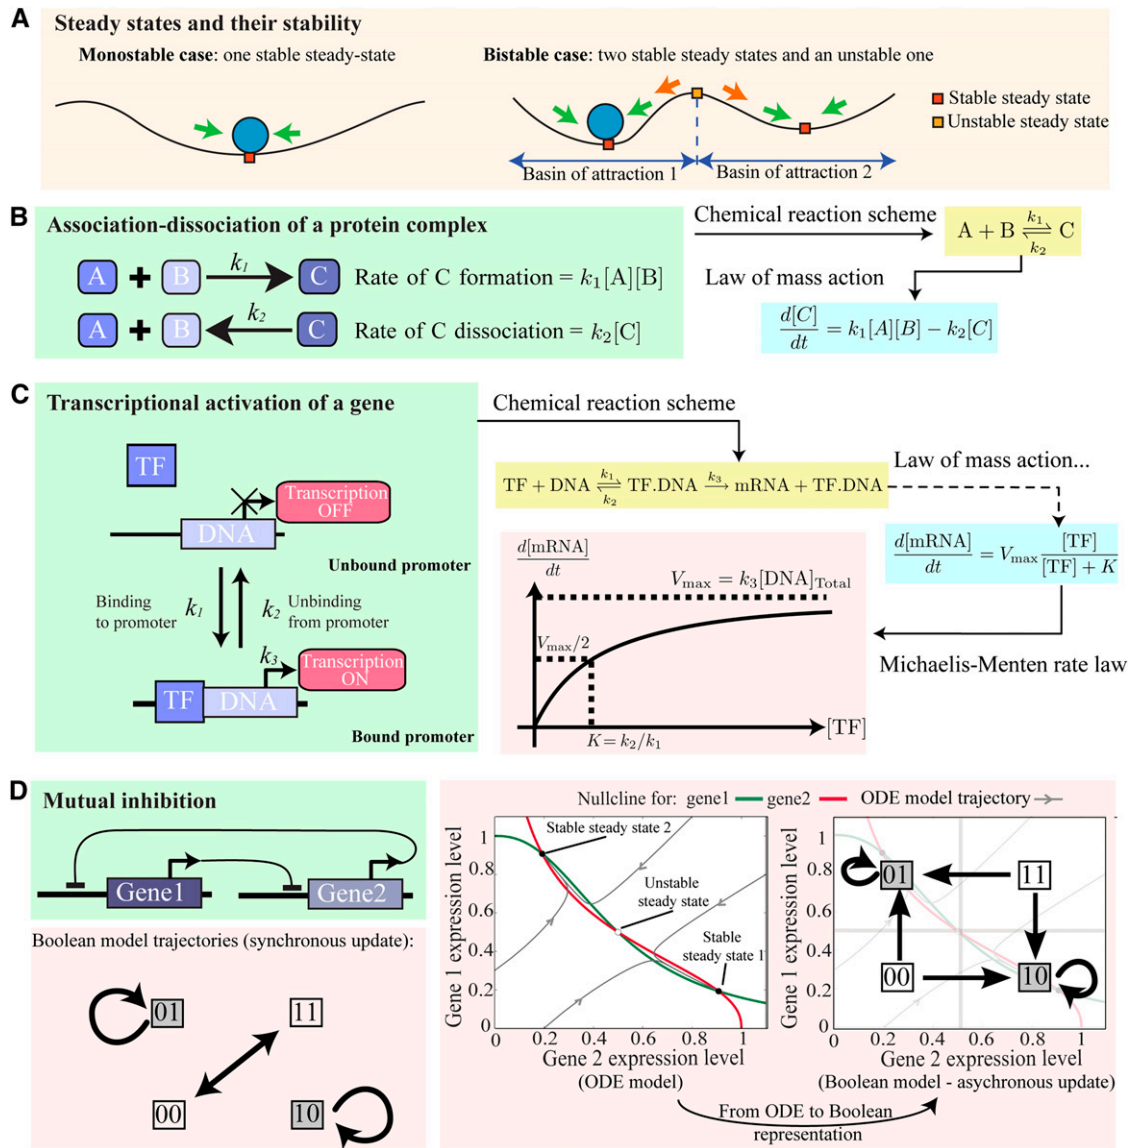 A
Steady states and their stability
Monostable case: one stable steady-state
Bistable case: two stable steady states and an unstable one
Stable steady state
Unstable steady state
Basin of attraction 1
Basin of attraction 2
B
Association-dissociation of a protein complex
A + B k1 C Rate of C formation = k1[A][B]
A + B k2 C Rate of C dissociation = k2[C]
Chemical reaction scheme
A + B ⇌ C
k1
k2
Law of mass action
d[C]/dt = k1[A][B] − k2[C]
C
Transcriptional activation of a gene
TF
Transcription
OFF
DNA
Unbound promoter
Binding
to promoter
k1
k2
Unbinding
from promoter
k3
Transcription
ON
TF DNA
Bound promoter
Chemical reaction scheme
TF + DNA ⇌ TF.DNA → mRNA + TF.DNA
k1
k2
k3
Law of mass action...
d[mRNA]/dt = Vmax [TF]/([TF] + K)
Michaelis-Menten rate law
d[mRNA]/dt
Vmax = k3[DNA]Total
Vmax/2
[TF]
K = k2/k1
D
Mutual inhibition
Gene1
Gene2
Boolean model trajectories (synchronous update):
01
11
00
10
Nullcline for: gene1 gene2 ODE model trajectory
Gene 1 expression level
1
0.8
0.6
0.4
0.2
0
Stable steady state 2
Unstable
steady state
Stable
steady state 1
0 0.2 0.4 0.6 0.8 1
Gene 2 expression level
(ODE model)
Gene 1 expression level
1
0.8
0.6
0.4
0.2
0
01
11
00
10
0 0.2 0.4 0.6 0.8 1
Gene 2 expression level
(Boolean model - asychronous update)
From ODE to Boolean
representation